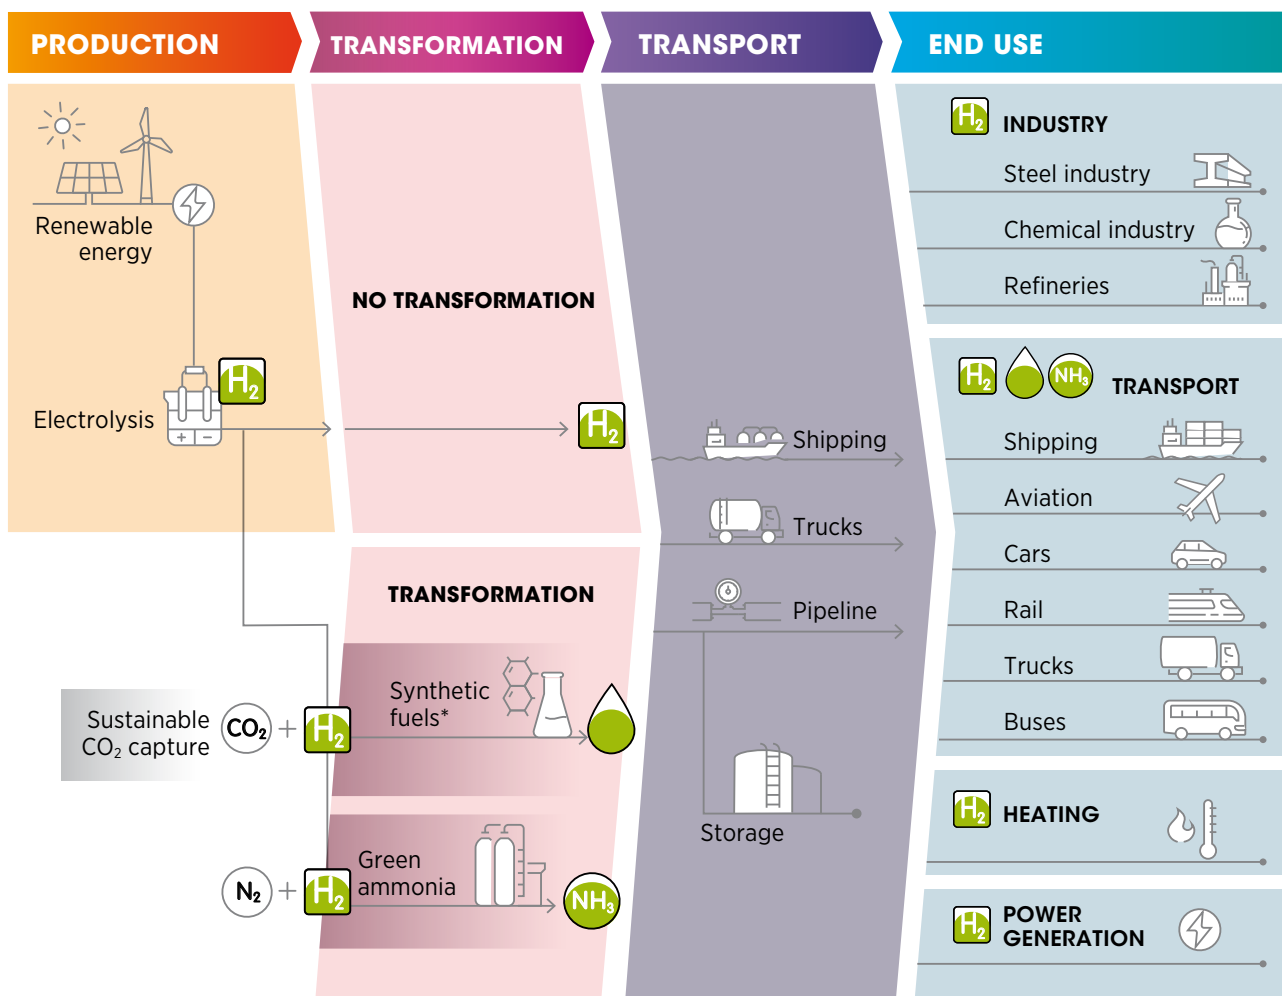 PRODUCTION
TRANSFORMATION
TRANSPORT
END USE
Renewable
energy
Electrolysis
H₂
Sustainable
CO₂ capture
CO₂
+
H₂
N₂
+
H₂
NO TRANSFORMATION
H₂
TRANSFORMATION
Synthetic
fuels*
Green
ammonia
NH₃
Shipping
Trucks
Pipeline
Storage
H₂
INDUSTRY
Steel industry
Chemical industry
Refineries
H₂
NH₃
TRANSPORT
Shipping
Aviation
Cars
Rail
Trucks
Buses
H₂
HEATING
H₂
POWER
GENERATION